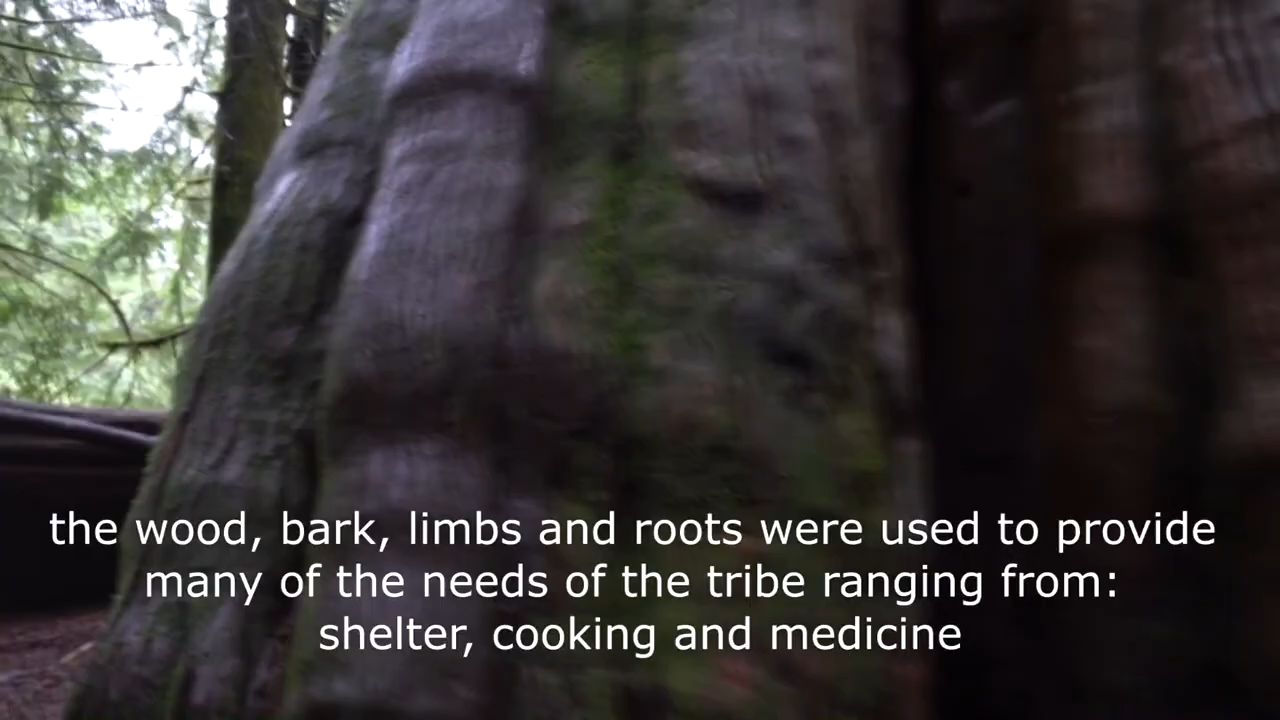 the wood, bark, limbs and roots were used to provide
many of the needs of the tribe ranging from:
shelter, cooking and medicine